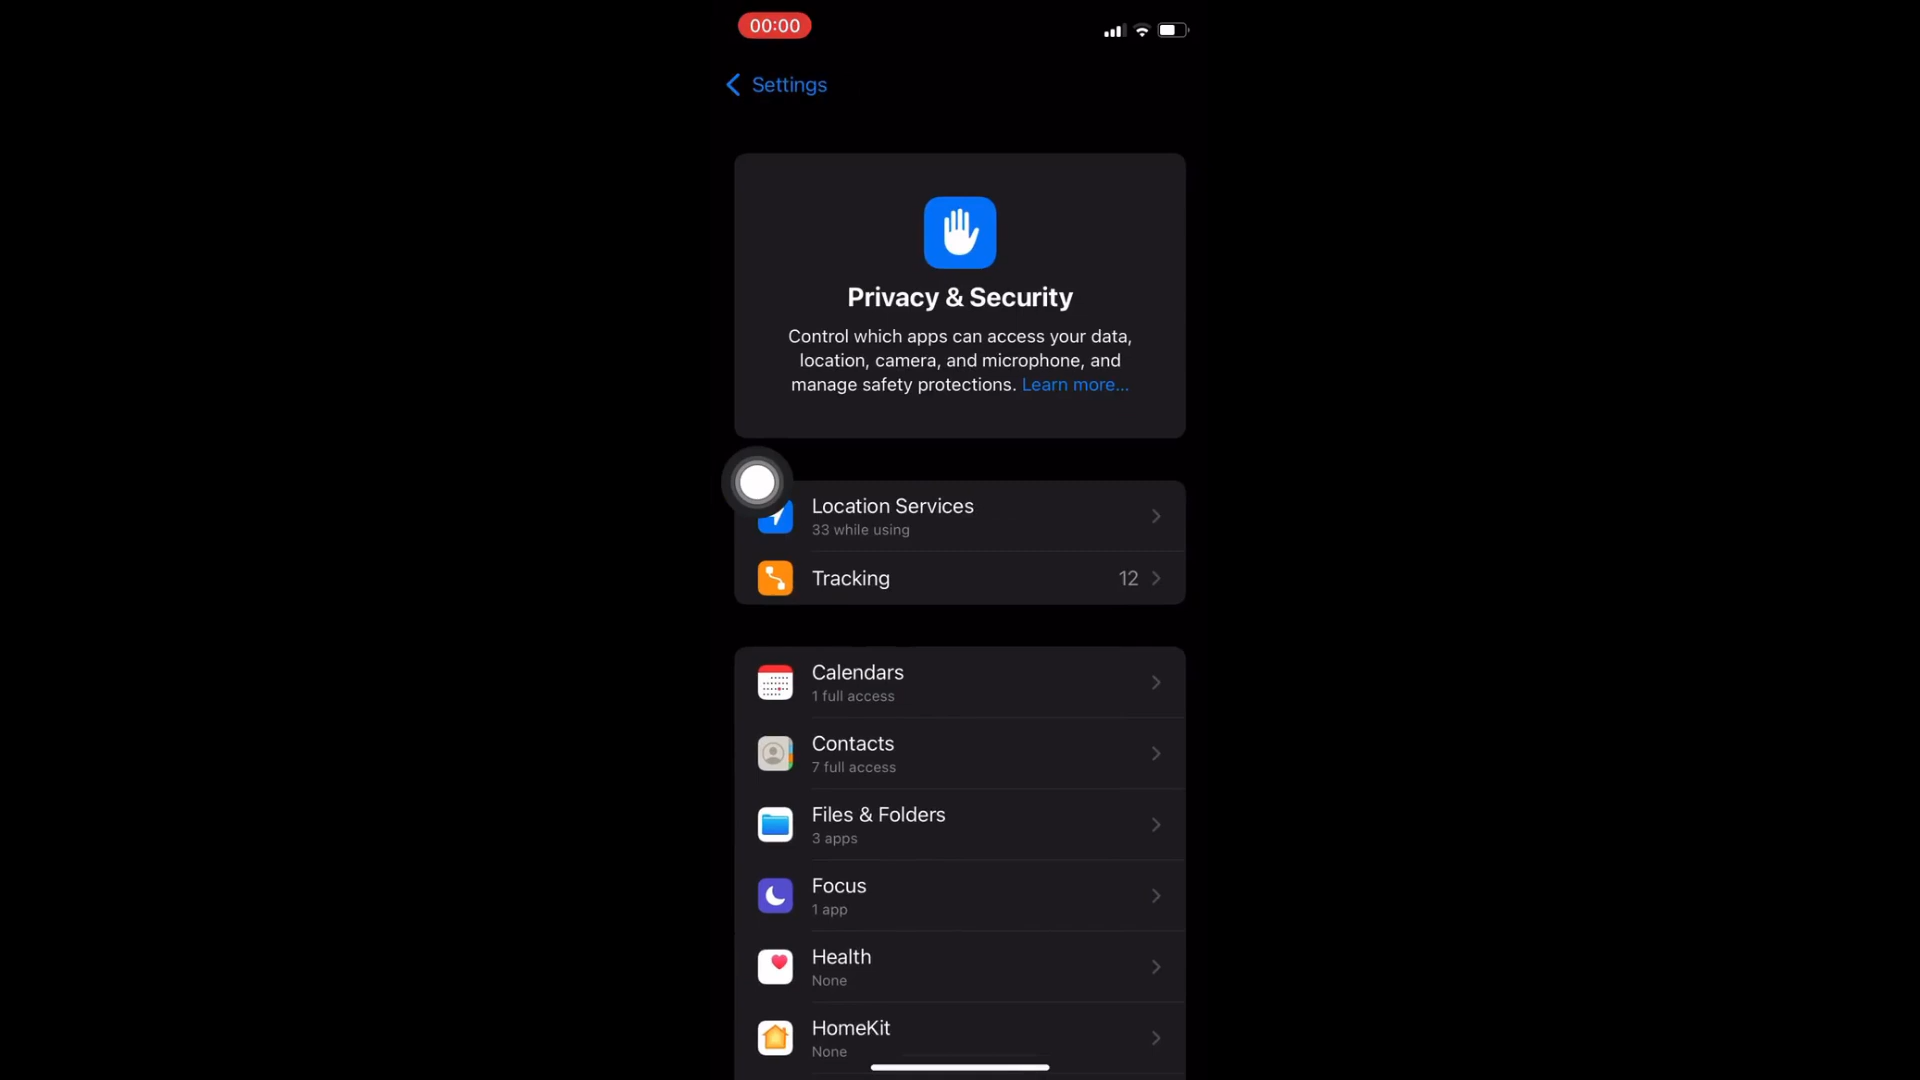 00:00
Settings
Privacy & Security
Control which apps can access your data,
location, camera, and microphone, and
manage safety protections. Learn more...
Location Services
33 while using
Tracking 12
Calendars
1 full access
Contacts
7 full access
Files & Folders
3 apps
Focus
1 app
Health
None
HomeKit
None